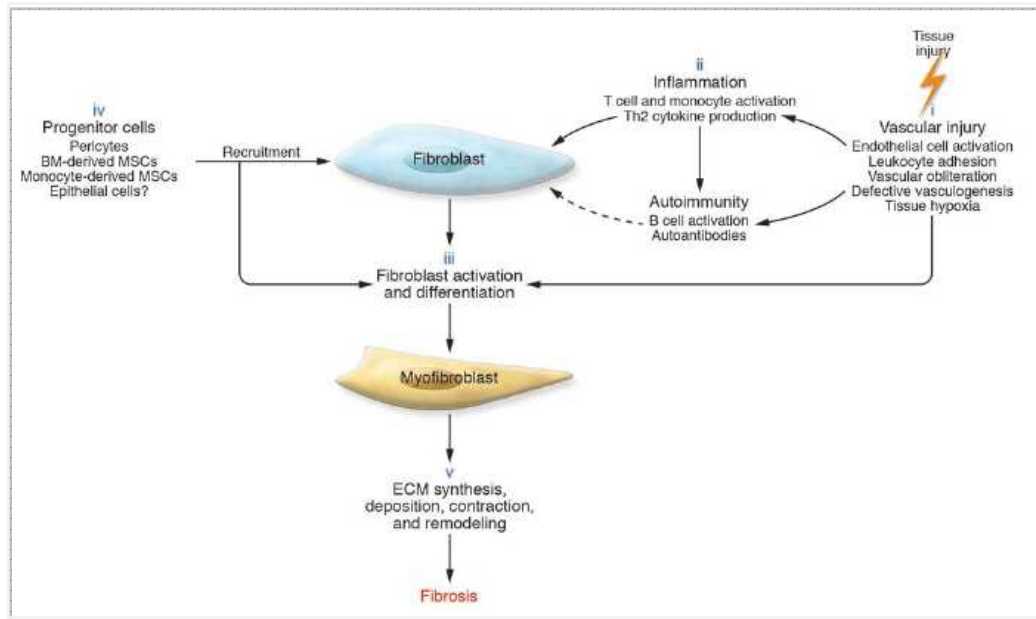 Tissue
injury
i
Vascular injury
Endothelial cell activation
Leukocyte adhesion
Vascular obliteration
Defective vasculogenesis
Tissue hypoxia
ii
Inflammation
T cell and monocyte activation
Th2 cytokine production
Autoimmunity
B cell activation
Autoantibodies
iv
Progenitor cells
Pericytes
BM-derived MSCs
Monocyte-derived MSCs
Epithelial cells?
Recruitment
Fibroblast
iii
Fibroblast activation
and differentiation
Myofibroblast
v
ECM synthesis,
deposition, contraction,
and remodeling
Fibrosis